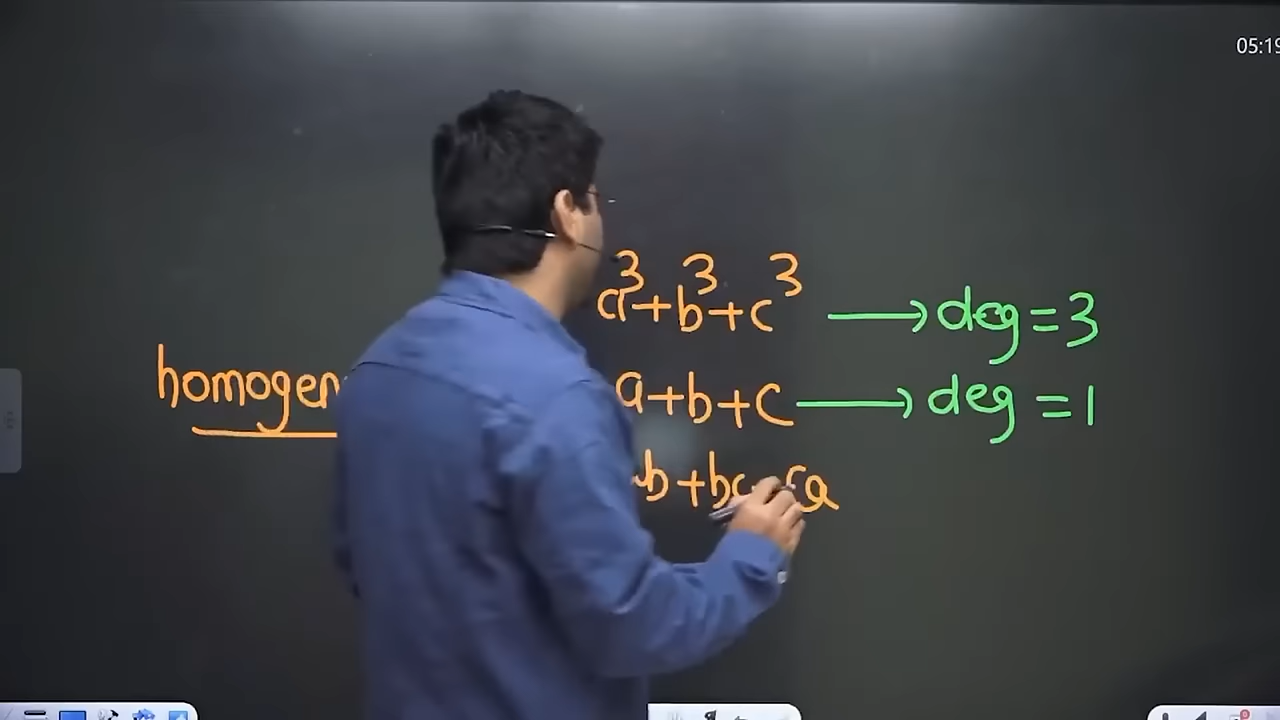 05:19
a³+b³+c³ → deg=3
homogen
a+b+c → deg=1
b+bc ca